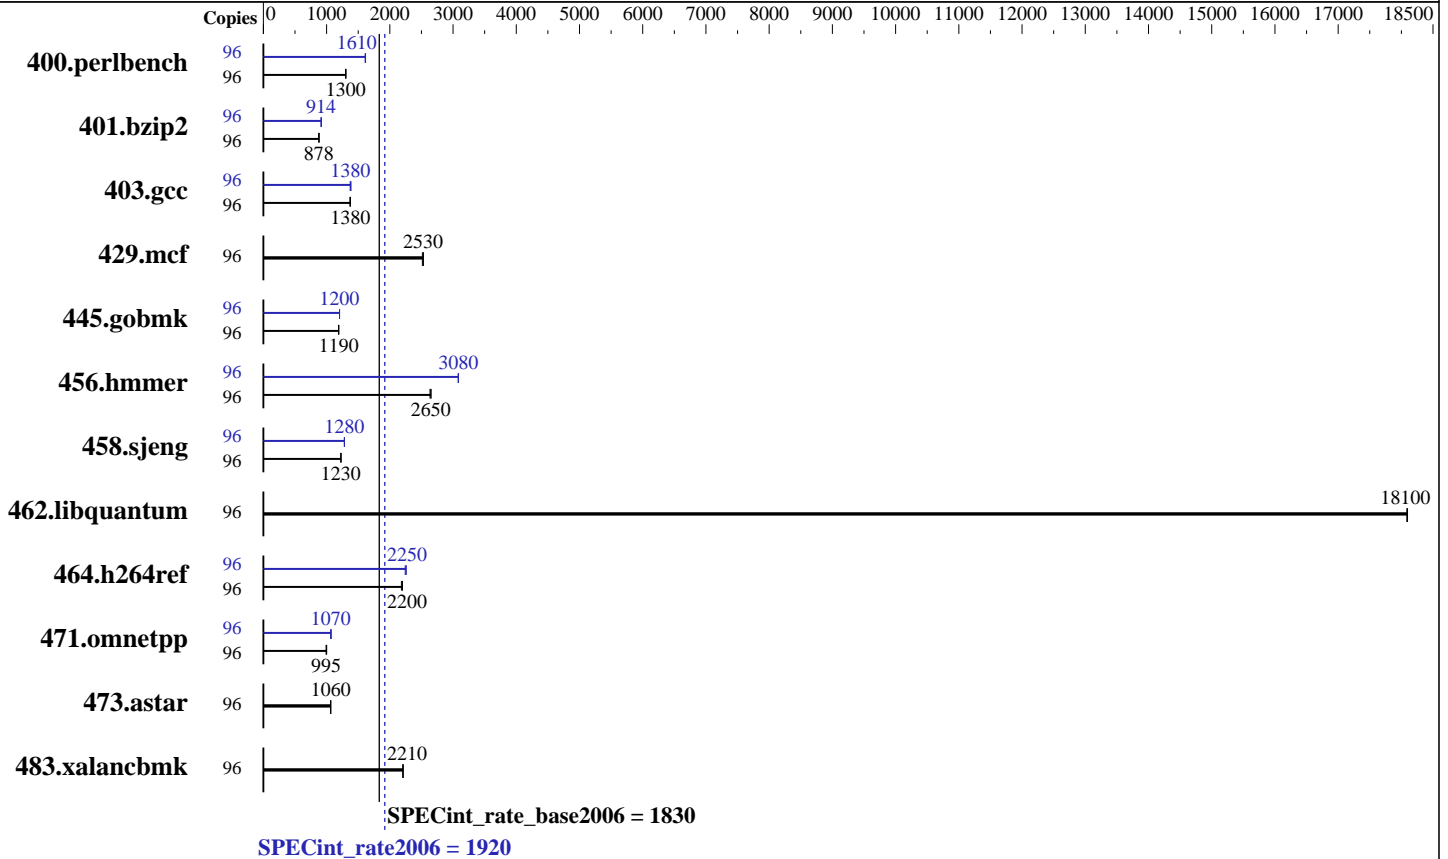 Copies 0 1000 2000 3000 4000 5000 6000 7000 8000 9000 10000 11000 12000 13000 14000 15000 16000 17000 18500
400.perlbench 96 1610
96 1300
401.bzip2 96 914
96 878
403.gcc 96 1380
96 1380
429.mcf 96 2530
445.gobmk 96 1200
96 1190
456.hmmer 96 3080
96 2650
458.sjeng 96 1280
96 1230
462.libquantum 96 18100
464.h264ref 96 2250
96 2200
471.omnetpp 96 1070
96 995
473.astar 96 1060
483.xalancbmk 96 2210
SPECint_rate_base2006 = 1830
SPECint_rate2006 = 1920